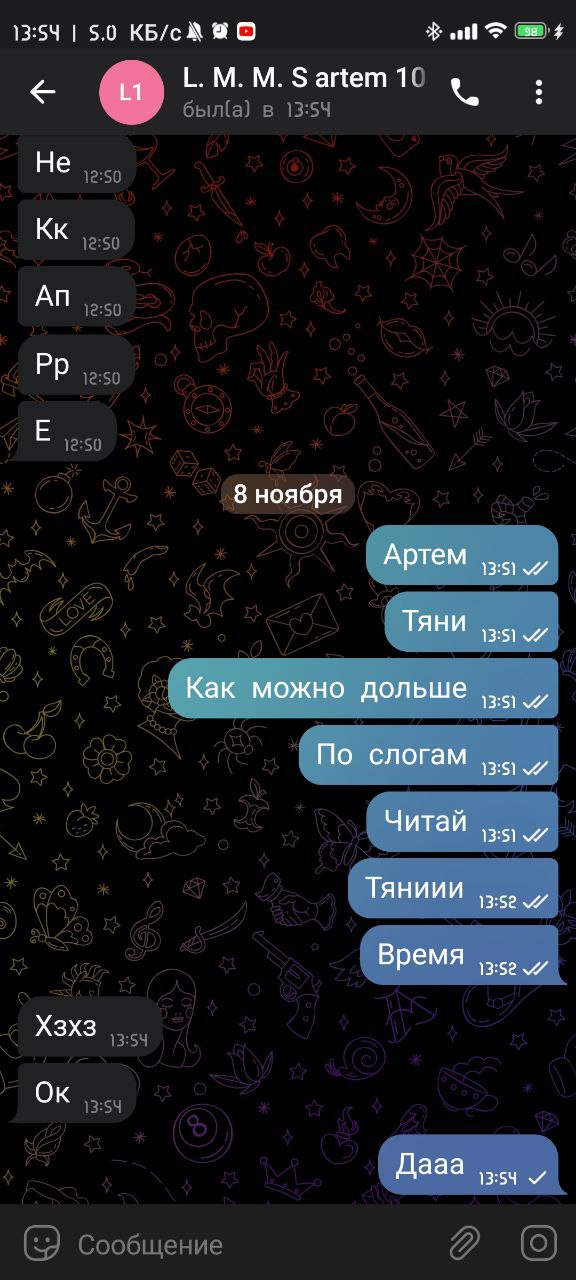 13:54 | 5.0 КБ/с 98
L1 L. M. M. S artem 10
был(а) в 13:54
Не 12:50
Кк 12:50
Ап 12:50
Рр 12:50
Е 12:50
8 ноября
Артем 13:51
Тяни 13:51
Как можно дольше 13:51
По слогам 13:51
Читай 13:51
LOVE
Тяниии 13:52
Время 13:52
Хзхз 13:54
Ок 13:54
8
Дааа 13:54
Сообщение